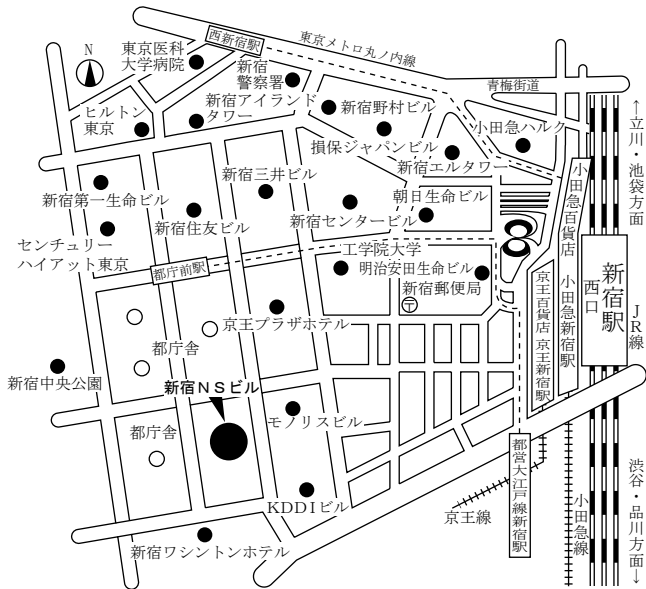 N
東京医科
大学病院
西新宿駅
東京メトロ丸ノ内線
新宿
警察署
青梅街道
ヒルトン
東京
新宿アイランド
タワー
新宿野村ビル
小田急ハルク
損保ジャパンビル
新宿エルタワー
新宿第一生命ビル
新宿三井ビル
朝日生命ビル
新宿住友ビル
新宿センタービル
センチュリー
ハイアット東京
都庁前駅
工学院大学
明治安田生命ビル
新宿郵便局
〒
京王プラザホテル
都庁舎
新宿中央公園
新宿NSビル
モノリスビル
都庁舎
KDDIビル
新宿ワシントンホテル
小田急百貨店
小田急新宿駅
京王百貨店
京王新宿駅
新宿駅
西口
JR線
←立川・池袋方面
渋谷・品川方面→
都営大江戸線新宿駅
京王線
小田急線